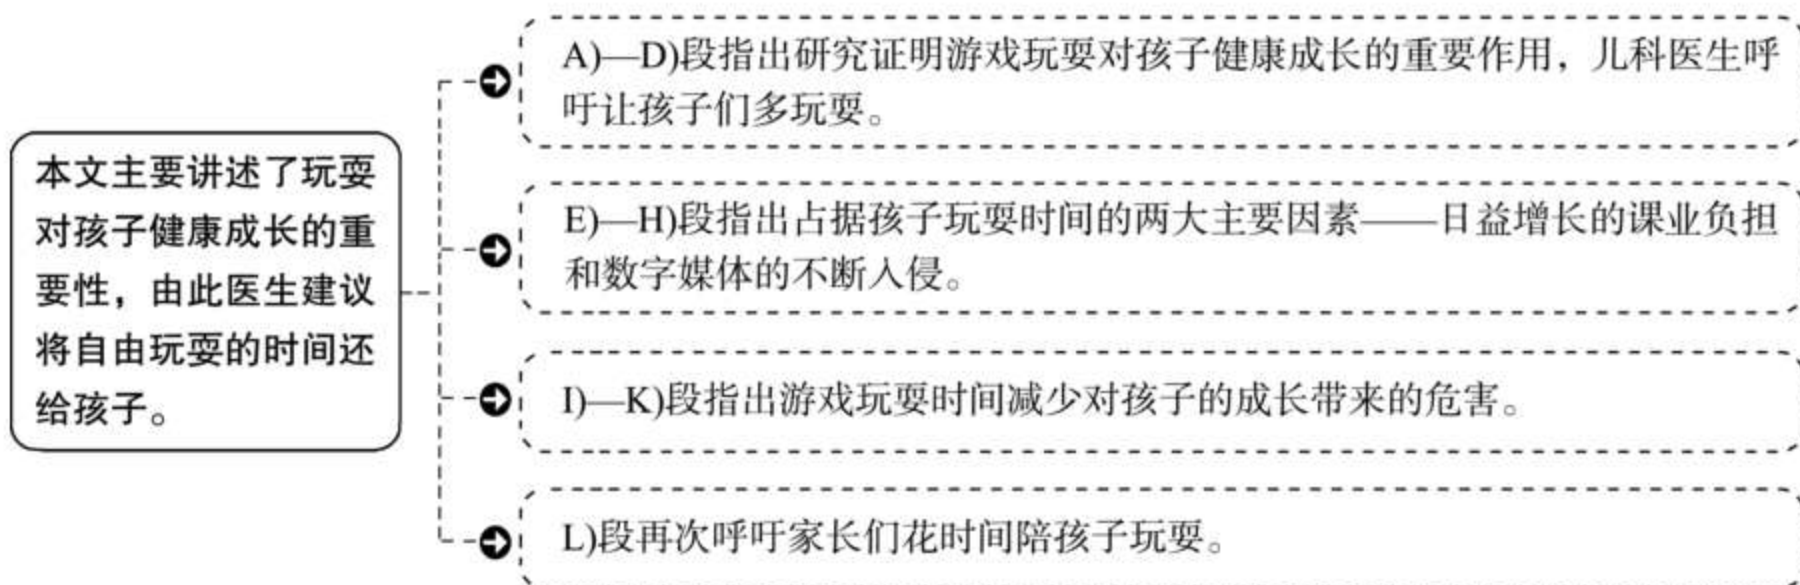 本文主要讲述了玩耍
对孩子健康成长的重
要性，由此医生建议
将自由玩耍的时间还
给孩子。
A)—D)段指出研究证明游戏玩耍对孩子健康成长的重要作用，儿科医生呼
吁让孩子们多玩耍。
E)—H)段指出占据孩子玩耍时间的两大主要因素——日益增长的课业负担
和数字媒体的不断入侵。
I)—K)段指出游戏玩耍时间减少对孩子的成长带来的危害。
L)段再次呼吁家长们花时间陪孩子玩耍。